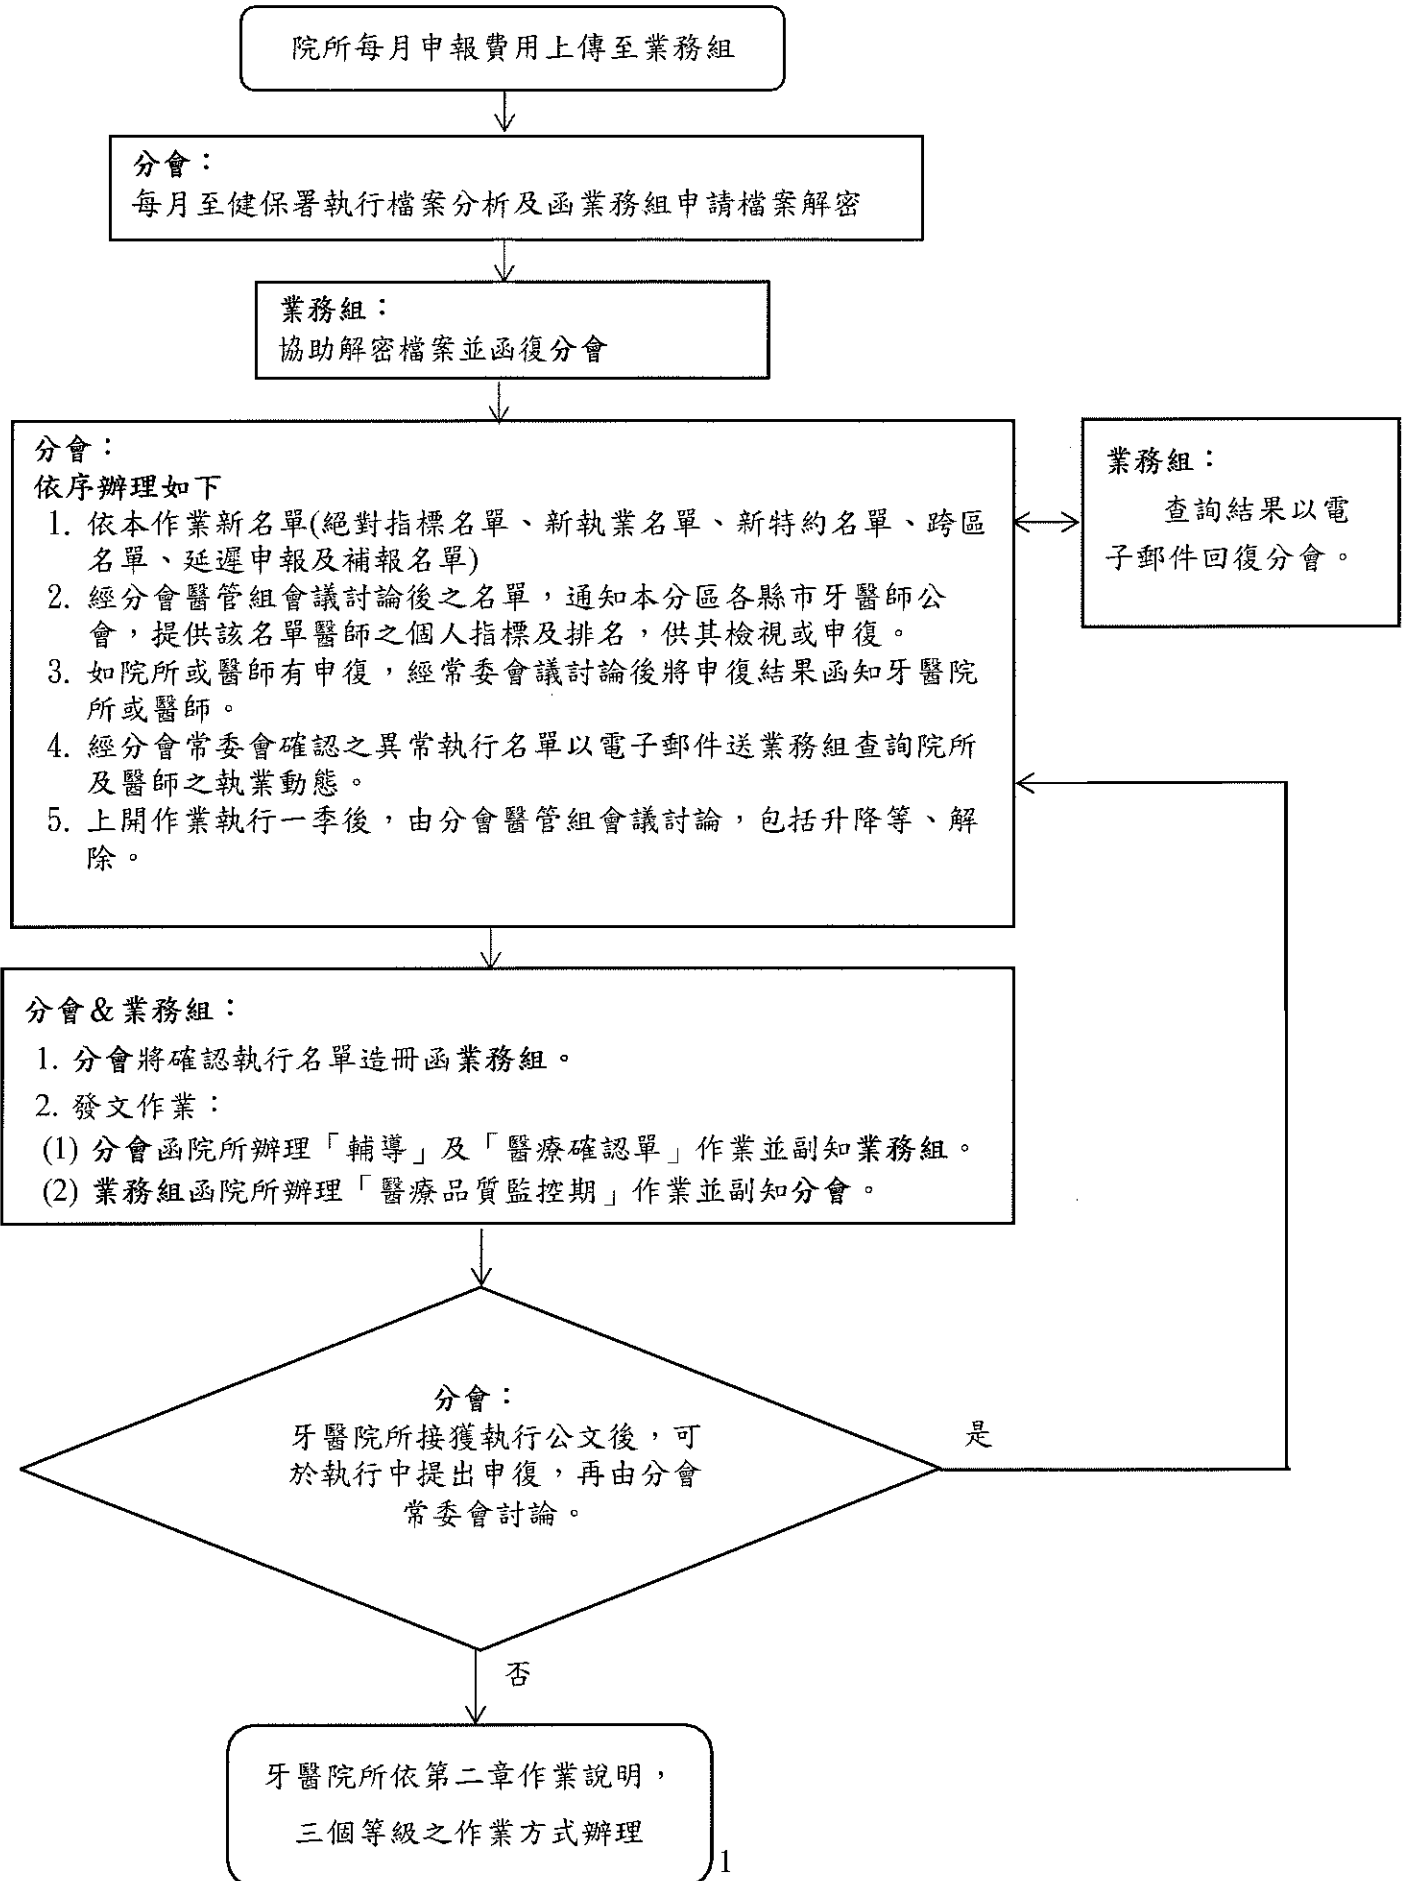 院所每月申報費用上傳至業務組
分會：
每月至健保署執行檔案分析及函業務組申請檔案解密
業務組：
協助解密檔案並函復分會
分會：
依序辦理如下
1. 依本作業新名單(絕對指標名單、新執業名單、新特約名單、跨區
名單、延遲申報及補報名單)
2. 經分會醫管組會議討論後之名單，通知本分區各縣市牙醫師公
會，提供該名單醫師之個人指標及排名，供其檢視或申復。
3. 如院所或醫師有申復，經常委會議討論後將申復結果函知牙醫院
所或醫師。
4. 經分會常委會確認之異常執行名單以電子郵件送業務組查詢院所
及醫師之執業動態。
5. 上開作業執行一季後，由分會醫管組會議討論，包括升降等、解
除。
業務組：
查詢結果以電
子郵件回復分會。
分會&業務組：
1. 分會將確認執行名單造冊函業務組。
2. 發文作業：
(1) 分會函院所辦理「輔導」及「醫療確認單」作業並副知業務組。
(2) 業務組函院所辦理「醫療品質監控期」作業並副知分會。
分會：
牙醫院所接獲執行公文後，可
於執行中提出申復，再由分會
常委會討論。
是
否
牙醫院所依第二章作業說明，
三個等級之作業方式辦理
1